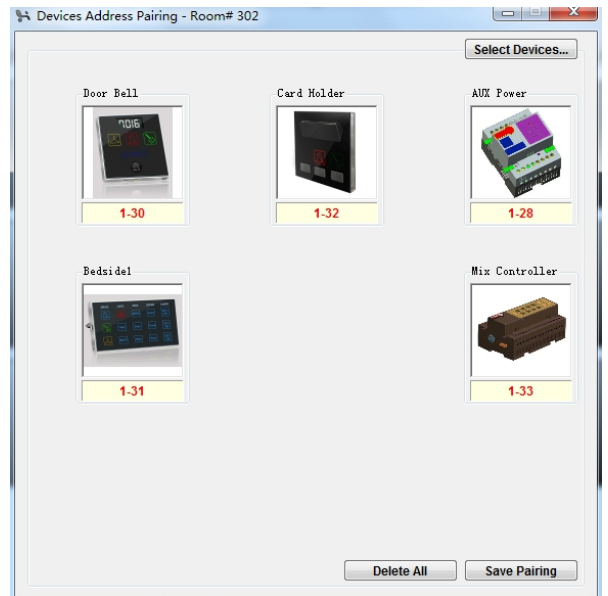 Devices Address Pairing - Room# 302
Select Devices...
Door Bell
Card Holder
AUX Power
7016
1-30
1-32
1-28
Bedside1
Mix Controller
1-31
1-33
Delete All
Save Pairing